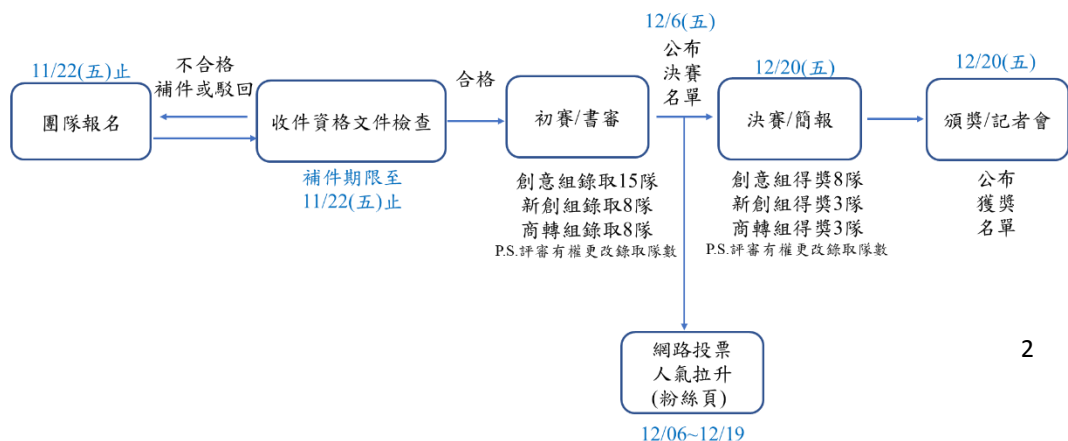 11/22(五)止
團隊報名
不合格
補件或駁回
收件資格文件檢查
補件期限至
11/22(五)止
合格
初賽/書審
創意組錄取15隊
新創組錄取8隊
商轉組錄取8隊
P.S.評審有權更改錄取隊數
12/6(五)
公布
決賽
名單
12/20(五)
決賽/簡報
創意組得獎8隊
新創組得獎3隊
商轉組得獎3隊
P.S.評審有權更改錄取隊數
12/20(五)
頒獎/記者會
公布
獲獎
名單
網路投票
人氣拉升
(粉絲頁)
12/06~12/19
2